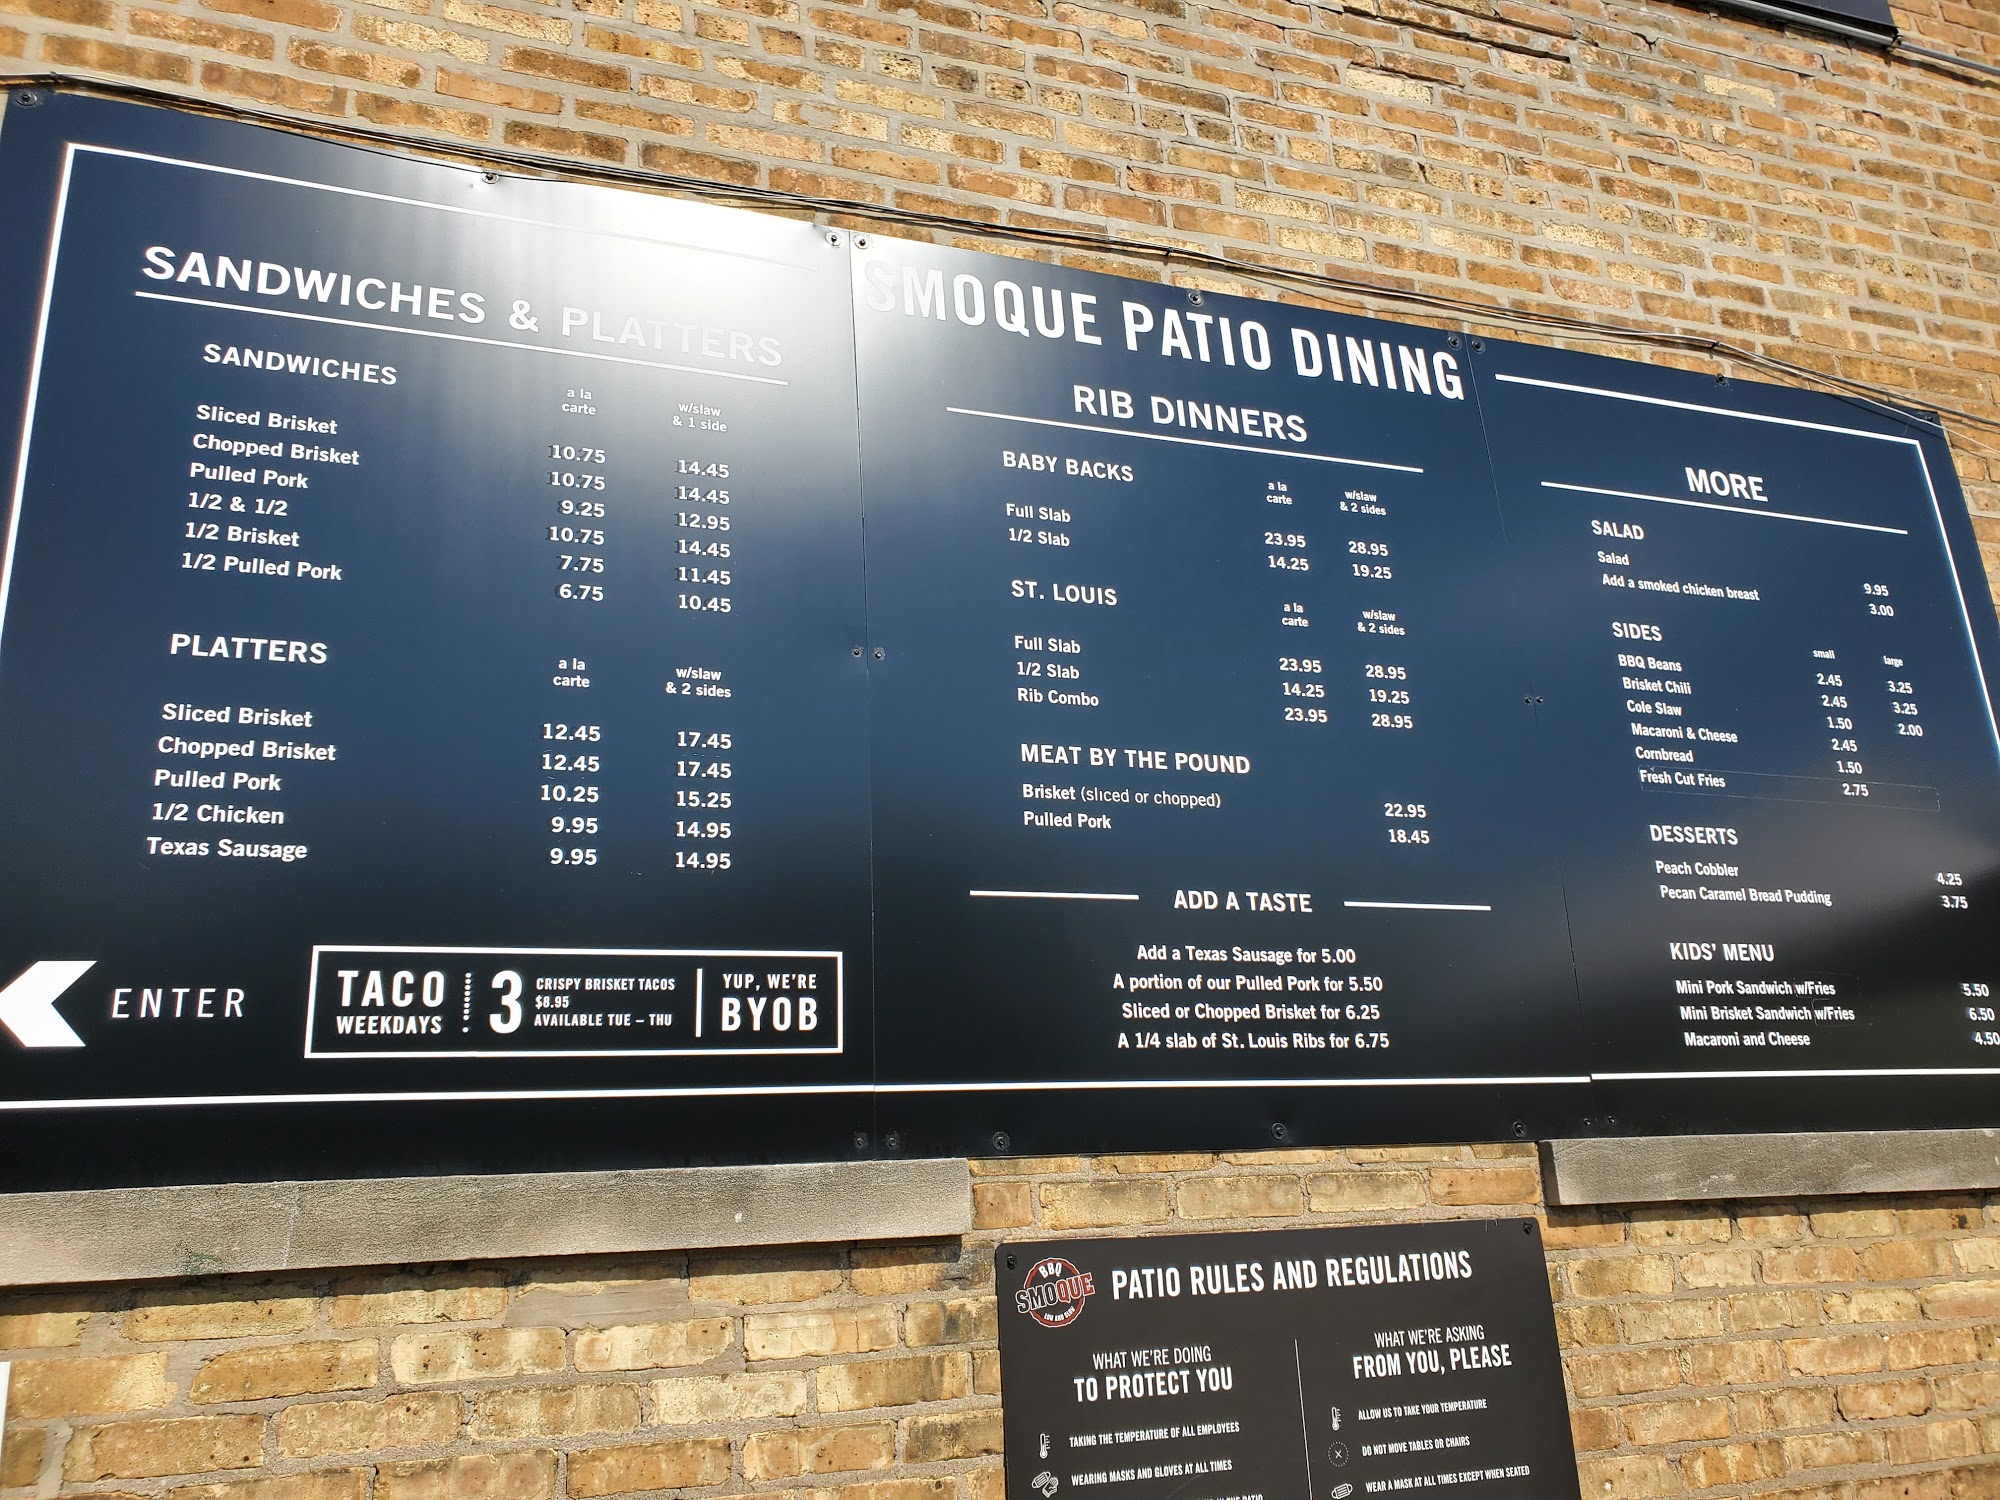 SANDWICHES & PLATTERS
SANDWICHES
a la carte
w/slaw & 1 side
Sliced Brisket 10.75 14.45
Chopped Brisket 10.75 14.45
Pulled Pork 9.25 12.95
1/2 & 1/2 10.75 14.45
1/2 Brisket 7.75 11.45
1/2 Pulled Pork 6.75 10.45
PLATTERS
a la carte
w/slaw & 2 sides
Sliced Brisket 12.45 17.45
Chopped Brisket 12.45 17.45
Pulled Pork 10.25 15.25
1/2 Chicken 9.95 14.95
Texas Sausage 9.95 14.95
ENTER
TACO
WEEKDAYS
3
CRISPY BRISKET TACOS
$8.95
AVAILABLE TUE – THU
YUP, WE'RE
BYOB
SMOQUE PATIO DINING
RIB DINNERS
BABY BACKS
a la carte
w/slaw & 2 sides
Full Slab 23.95 28.95
1/2 Slab 14.25 19.25
ST. LOUIS
a la carte
w/slaw & 2 sides
Full Slab 23.95 28.95
1/2 Slab 14.25 19.25
Rib Combo 23.95 28.95
MEAT BY THE POUND
Brisket (sliced or chopped) 22.95
Pulled Pork 18.45
ADD A TASTE
Add a Texas Sausage for 5.00
A portion of our Pulled Pork for 5.50
Sliced or Chopped Brisket for 6.25
A 1/4 slab of St. Louis Ribs for 6.75
MORE
SALAD
Salad 9.95
Add a smoked chicken breast 3.00
SIDES
small large
BBQ Beans 2.45 3.25
Brisket Chili 2.45 3.25
Cole Slaw 1.50 2.00
Macaroni & Cheese 2.45
Cornbread 1.50
Fresh Cut Fries 2.75
DESSERTS
Peach Cobbler 4.25
Pecan Caramel Bread Pudding 3.75
KIDS' MENU
Mini Pork Sandwich w/Fries 5.50
Mini Brisket Sandwich w/Fries 6.50
Macaroni and Cheese 4.50
BBQ
SMOQUE
LOW AND SLOW
PATIO RULES AND REGULATIONS
WHAT WE'RE DOING
TO PROTECT YOU
TAKING THE TEMPERATURE OF ALL EMPLOYEES
WEARING MASKS AND GLOVES AT ALL TIMES
WHAT WE'RE ASKING
FROM YOU, PLEASE
ALLOW US TO TAKE YOUR TEMPERATURE
DO NOT MOVE TABLES OR CHAIRS
WEAR A MASK AT ALL TIMES EXCEPT WHEN SEATED